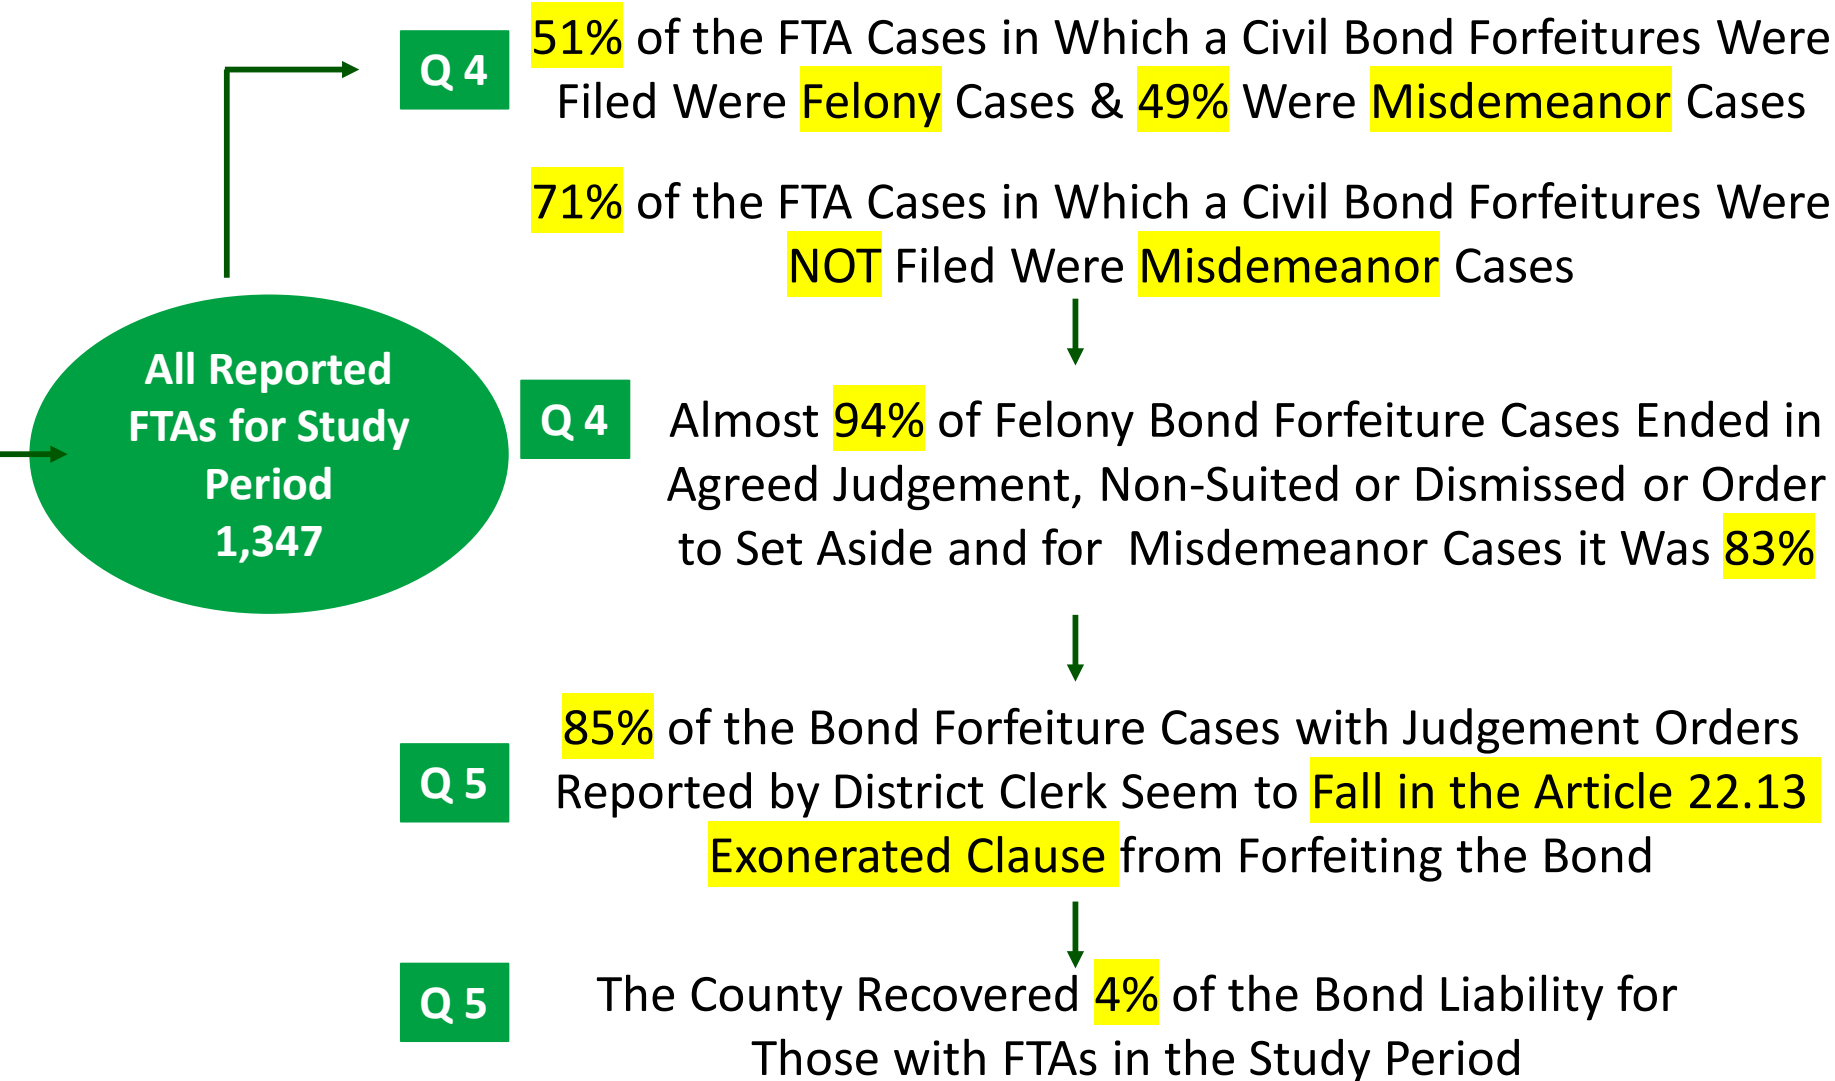 Q 4
51% of the FTA Cases in Which a Civil Bond Forfeitures Were
Filed Were Felony Cases & 49% Were Misdemeanor Cases
71% of the FTA Cases in Which a Civil Bond Forfeitures Were
NOT Filed Were Misdemeanor Cases
All Reported
FTAs for Study
Period
1,347
Q 4
Almost 94% of Felony Bond Forfeiture Cases Ended in
Agreed Judgement, Non-Suited or Dismissed or Order
to Set Aside and for Misdemeanor Cases it Was 83%
Q 5
85% of the Bond Forfeiture Cases with Judgement Orders
Reported by District Clerk Seem to Fall in the Article 22.13
Exonerated Clause from Forfeiting the Bond
Q 5
The County Recovered 4% of the Bond Liability for
Those with FTAs in the Study Period